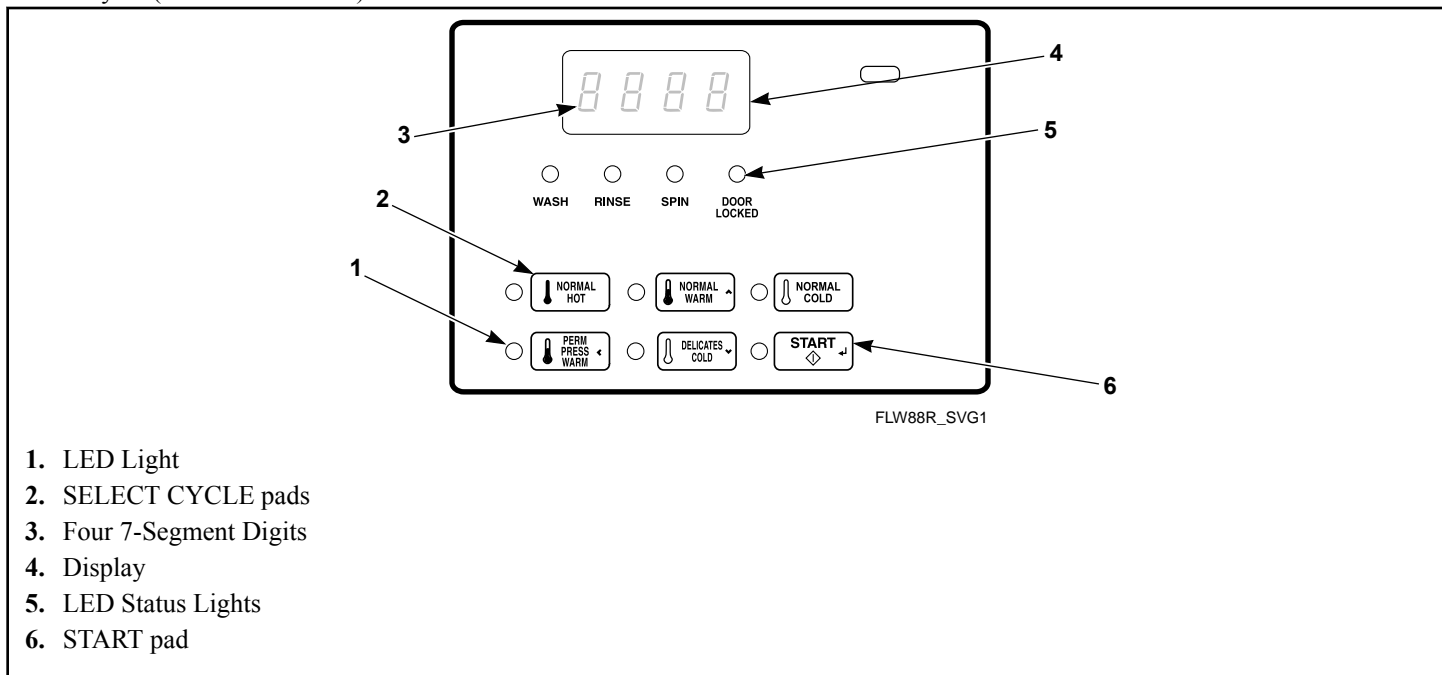 4
5
3
WASH RINSE SPIN DOOR LOCKED
2
1
NORMAL HOT
NORMAL WARM
NORMAL COLD
PERM PRESS WARM
DELICATES COLD
START
6
FLW88R_SVG1
1. LED Light
2. SELECT CYCLE pads
3. Four 7-Segment Digits
4. Display
5. LED Status Lights
6. START pad